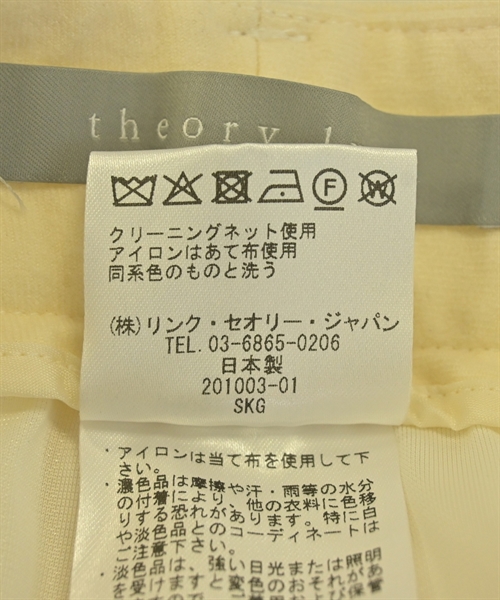 theory
F
W
クリーニングネット使用
アイロンはあて布使用
同系色のものと洗う
(株)リンク・セオリー・ジャパン
TEL. 03-6865-0206
日本製
201003-01
SKG
・アイロンは当て布を使用して下
さい。
・濃色品は摩擦や汗・雨等の水分
の付着により、他の衣料に色移
りする恐れがあります。特に白
や淡色品とのコーディネートは
ご注意下さい。